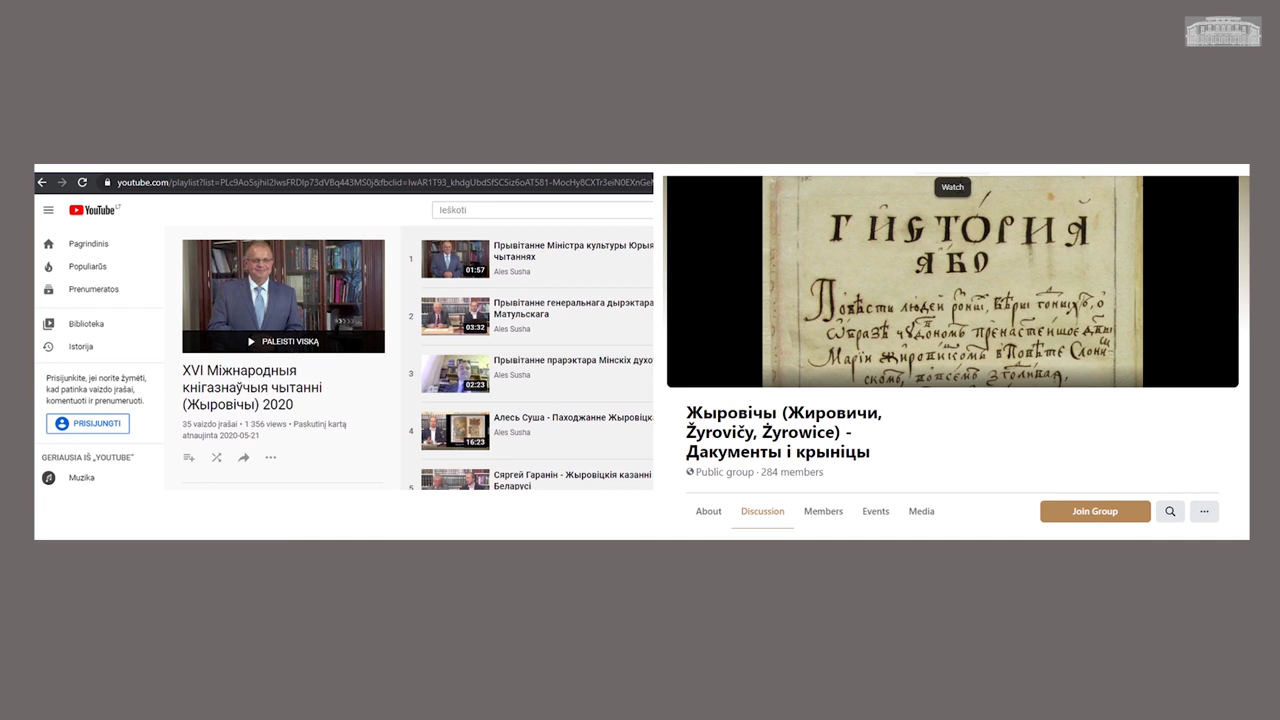 youtube.com/playlist?list=
YouTube LT
Ieškoti
Pagrindinis
Populiarūs
Prenumeratos
Biblioteka
Istorija
Prisijunkite, jei norite žymėti,
kad patinka vaizdo įrašai,
komentuoti ir prenumeruoti.
PRISIJUNGTI
GERIAUSIA IŠ „YOUTUBE“
Muzika
PALEISTI VISKĄ
XVI Міжнародныя
кнігазнаўчыя чытанні
(Жыровічы) 2020
35 vaizdo įrašai • 1 356 views • Paskutinį kartą
atnaujinta 2020-05-21
1
01:57
Прывітанне Міністра культуры Юрыя
чытаннях
Ales Susha
2
03:32
Прывітанне генеральнага дырэктара
Матульскага
Ales Susha
3
02:23
Прывітанне прарэктара Мінскіх духо
Ales Susha
4
16:23
Алесь Суша - Паходжанне Жыровіцк
Ales Susha
5
Сяргей Гаранін - Жыровіцкія казанні
Беларусі
Watch
ГИСТОРИЯ
ЯБО
Жыровічы (Жировичи,
Žyrovičy, Żyrowice) -
Дакументы і крыніцы
Public group · 284 members
About
Discussion
Members
Events
Media
Join Group